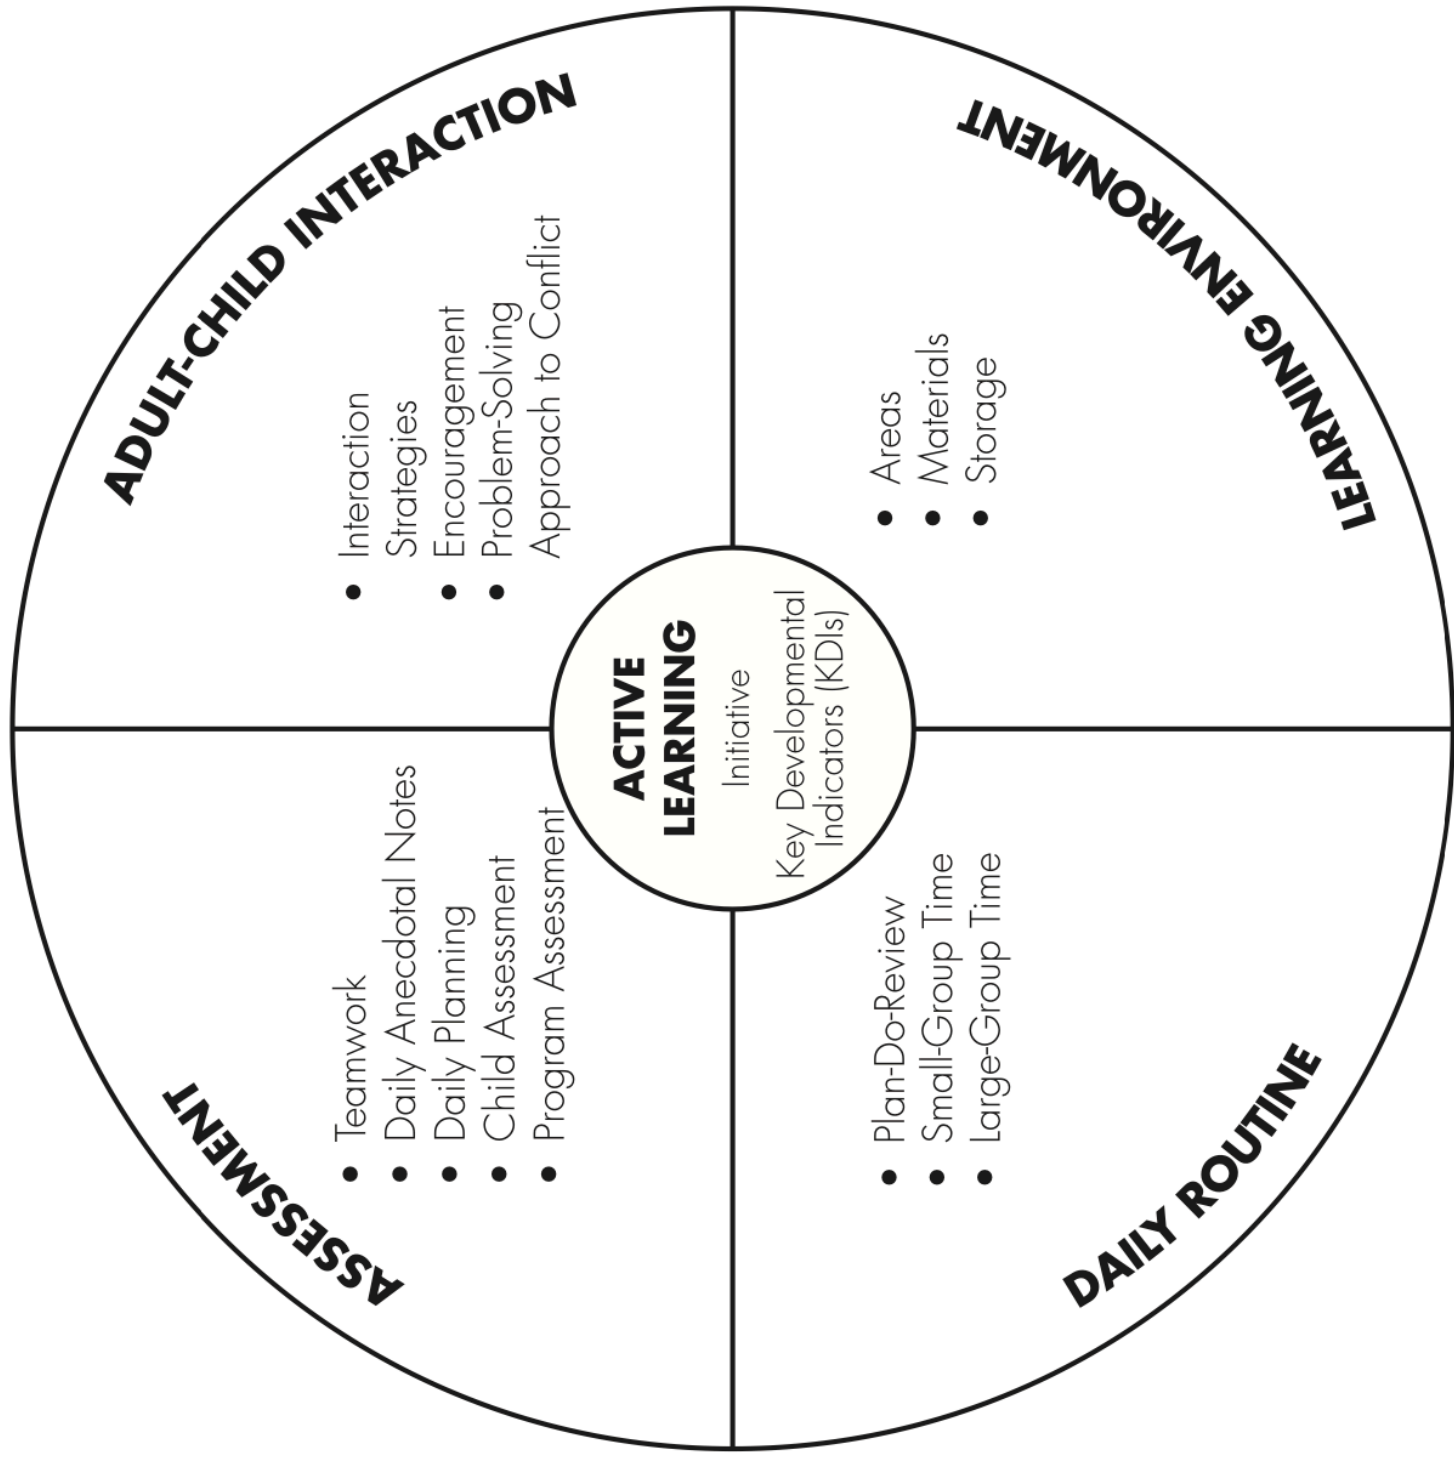 ASSESSMENT
• Teamwork
• Daily Anecdotal Notes
• Daily Planning
• Child Assessment
• Program Assessment
ADULT-CHILD INTERACTION
• Interaction
Strategies
• Encouragement
• Problem-Solving
Approach to Conflict
ACTIVE
LEARNING
Initiative
Key Developmental
Indicators (KDIs)
DAILY ROUTINE
• Plan-Do-Review
• Small-Group Time
• Large-Group Time
LEARNING ENVIRONMENT
• Areas
• Materials
• Storage